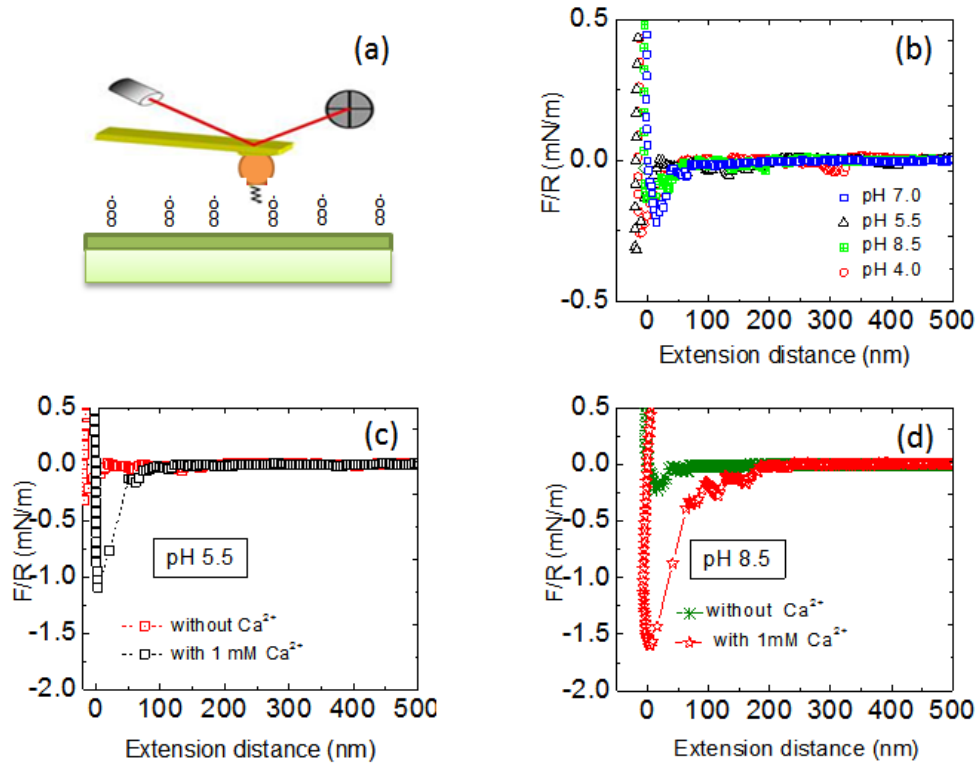 (a)
(b)
F/R (mN/m)
0.5
0.0
-0.5
0 100 200 300 400 500
Extension distance (nm)
pH 7.0
pH 5.5
pH 8.5
pH 4.0
(c)
F/R (mN/m)
0.5
0.0
-0.5
-1.0
-1.5
-2.0
0 100 200 300 400 500
Extension distance (nm)
pH 5.5
without Ca²⁺
with 1 mM Ca²⁺
(d)
F/R (mN/m)
0.5
0.0
-0.5
-1.0
-1.5
-2.0
0 100 200 300 400 500
Extension distance (nm)
pH 8.5
without Ca²⁺
with 1mM Ca²⁺